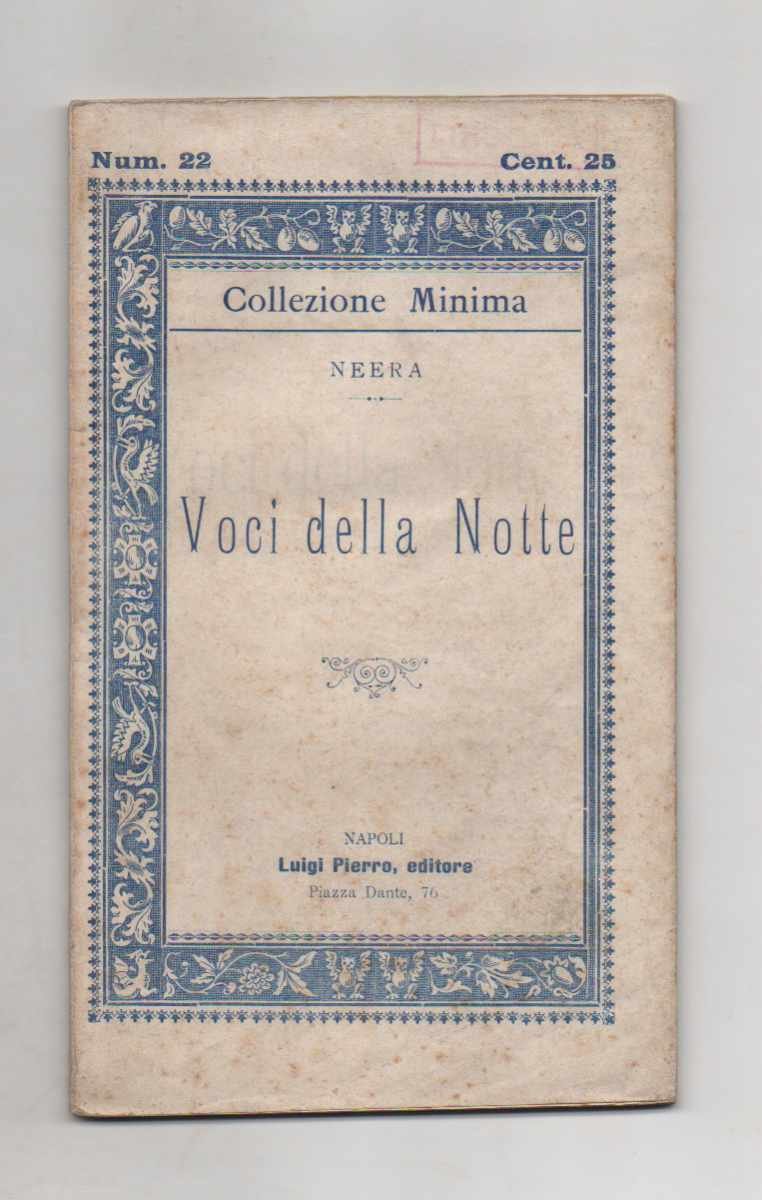 Num. 22 Cent. 25
Collezione Minima
NEERA
Voci della Notte
NAPOLI
Luigi Pierro, editore
Piazza Dante, 76